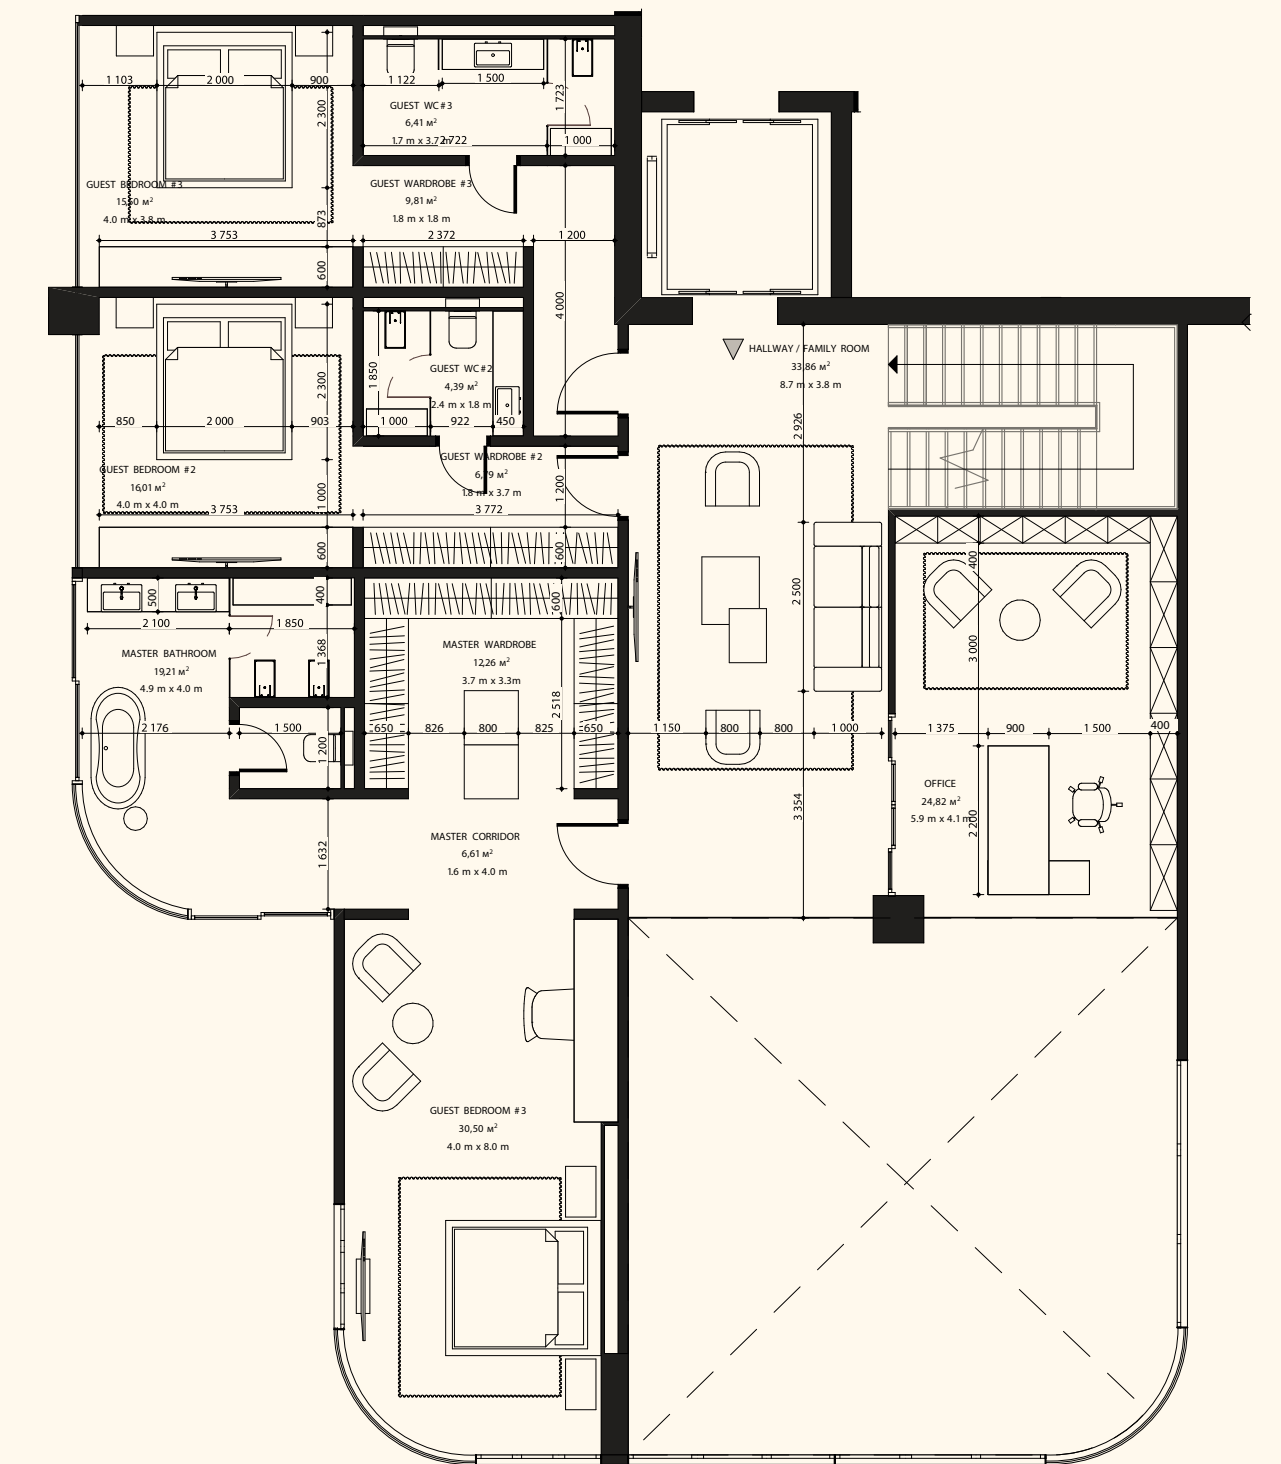 1 103
2 000
900
1 122
1 500
2 300
1 723
GUEST WC#3
6,41 м²
1.7 m x 3.7 m
2 722
1 000
GUEST BEDROOM #3
15,50 м²
4.0 m x 3.8 m
873
GUEST WARDROBE #3
9,81 м²
1.8 m x 1.8 m
3 753
2 372
1 200
600
4 000
HALLWAY / FAMILY ROOM
33,86 м²
8.7 m x 3.8 m
2 300
1 850
GUEST WC#2
4,39 м²
2.4 m x 1.8 m
850
2 000
903
1 000
922
450
2 926
GUEST BEDROOM #2
16,01 м²
4.0 m x 4.0 m
1 000
GUEST WARDROBE #2
6,79 м²
1.8 m x 3.7 m
1 200
3 753
3 772
600
600
400
500
400
600
2 500
2 100
1 850
1 368
3 000
MASTER BATHROOM
19,21 м²
4.9 m x 4.0 m
MASTER WARDROBE
12,26 м²
3.7 m x 3.3m
2 518
2 176
1 500
1 200
650
826
800
825
650
1 150
800
800
1 000
1 375
900
1 500
400
OFFICE
24,82 м²
5.9 m x 4.1 m
2 200
3 354
MASTER CORRIDOR
6,61 м²
1.6 m x 4.0 m
1 632
GUEST BEDROOM #3
30,50 м²
4.0 m x 8.0 m